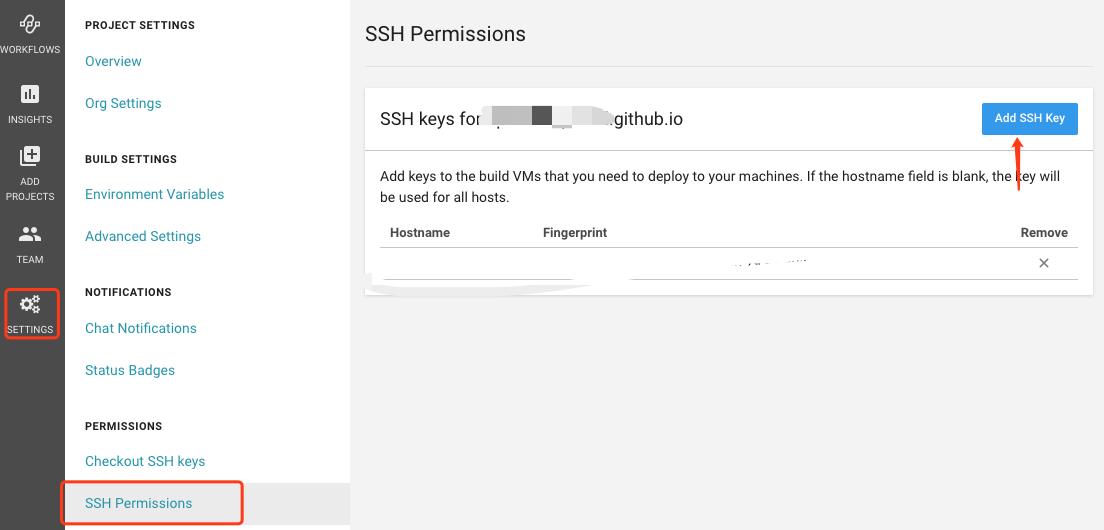 WORKFLOWS
INSIGHTS
ADD
PROJECTS
TEAM
SETTINGS
PROJECT SETTINGS
Overview
Org Settings
BUILD SETTINGS
Environment Variables
Advanced Settings
NOTIFICATIONS
Chat Notifications
Status Badges
PERMISSIONS
Checkout SSH keys
SSH Permissions
SSH Permissions
SSH keys for github.io
Add SSH Key
Add keys to the build VMs that you need to deploy to your machines. If the hostname field is blank, the key will
be used for all hosts.
Hostname Fingerprint Remove